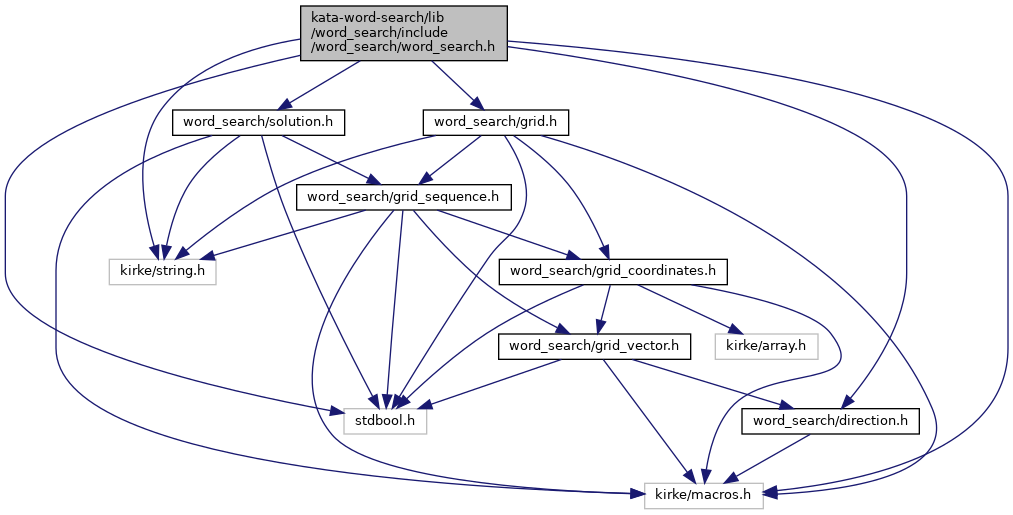 kata-word-search/lib
/word_search/include
/word_search/word_search.h
word_search/solution.h
word_search/grid.h
word_search/grid_sequence.h
kirke/string.h
word_search/grid_coordinates.h
word_search/grid_vector.h
kirke/array.h
stdbool.h
word_search/direction.h
kirke/macros.h